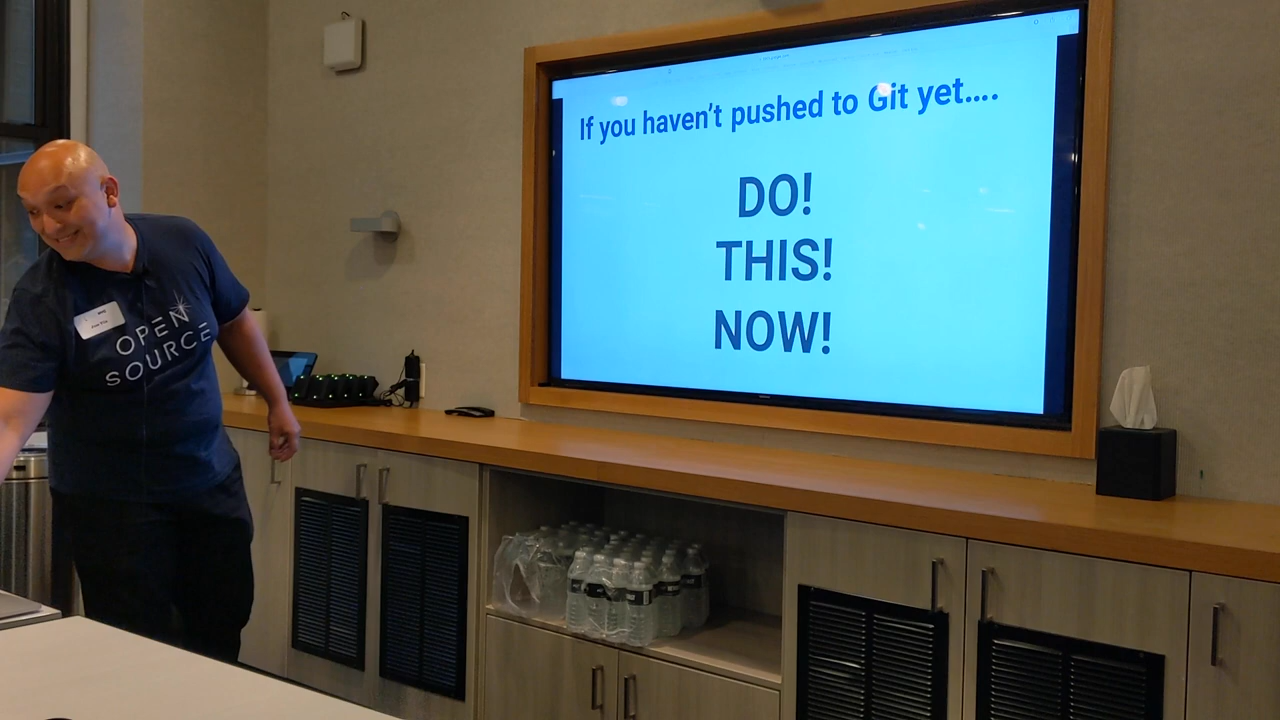 If you haven't pushed to Git yet....
DO!
THIS!
NOW!
OPEN
SOURCE